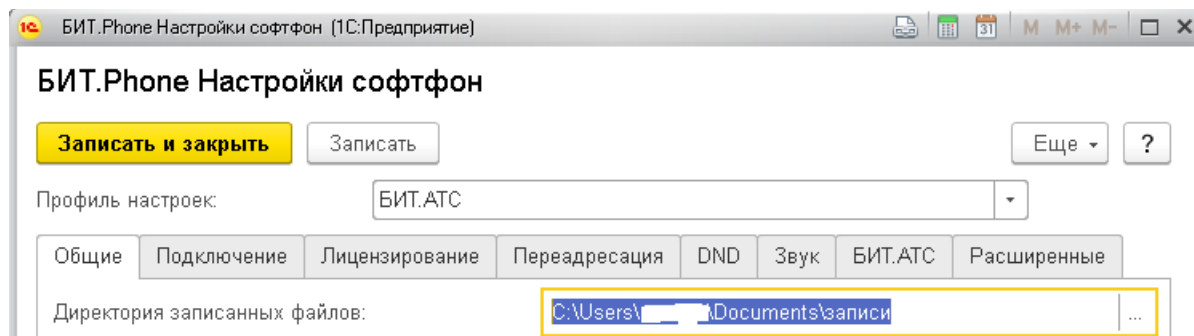 1С БИТ.Phone Настройки софтфон (1С:Предприятие) 31 M M+ M-
БИТ.Phone Настройки софтфон
Записать и закрыть Записать Еще ?
Профиль настроек: БИТ.АТС
Общие Подключение Лицензирование Переадресация DND Звук БИТ.АТС Расширенные
Директория записанных файлов: C:\Users\ \Documents\записи ...